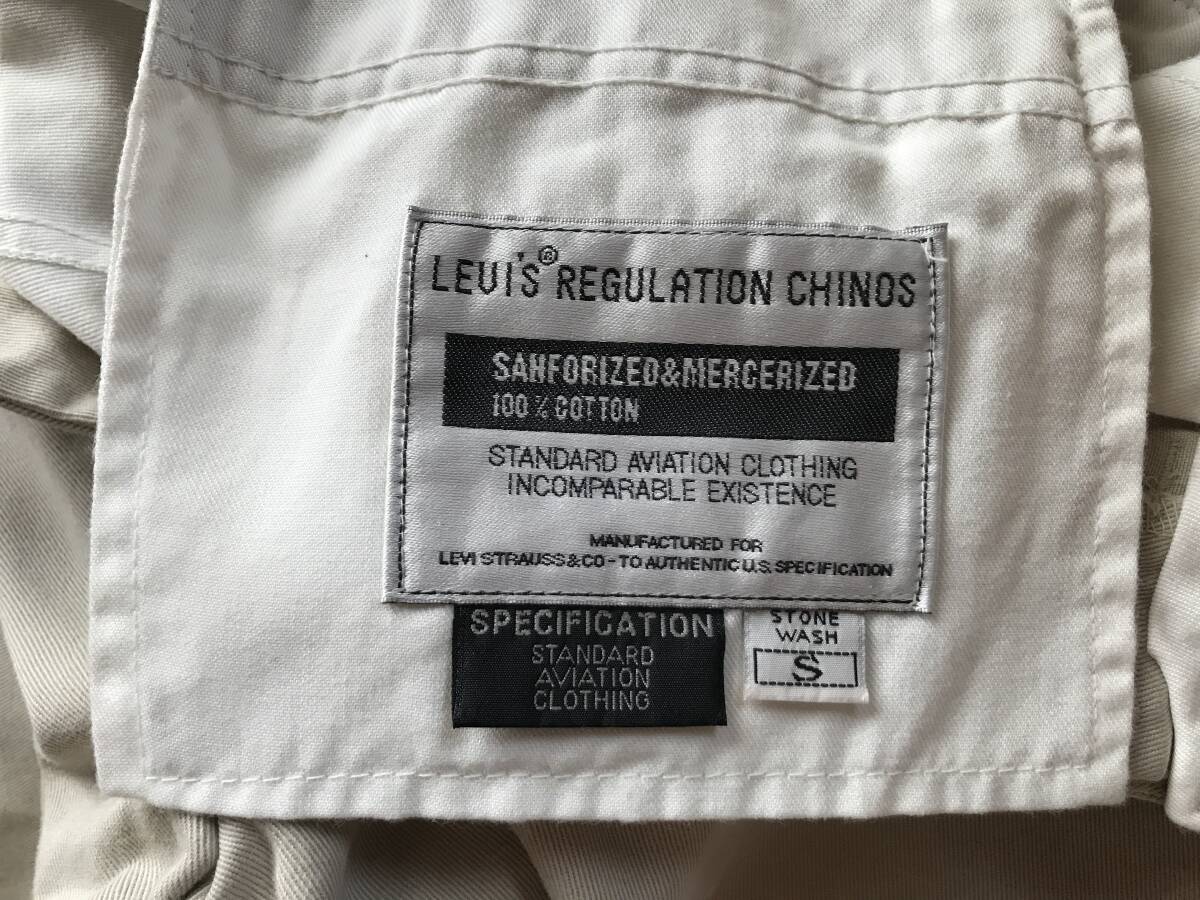 LEVI'S® REGULATION CHINOS
SANFORIZED&MERCERIZED
100% COTTON
STANDARD AVIATION CLOTHING
INCOMPARABLE EXISTENCE
MANUFACTURED FOR
LEVI STRAUSS&CO-TO AUTHENTIC U.S. SPECIFICATION
SPECIFICATION
STANDARD
AVIATION
CLOTHING
STONE
WASH
S